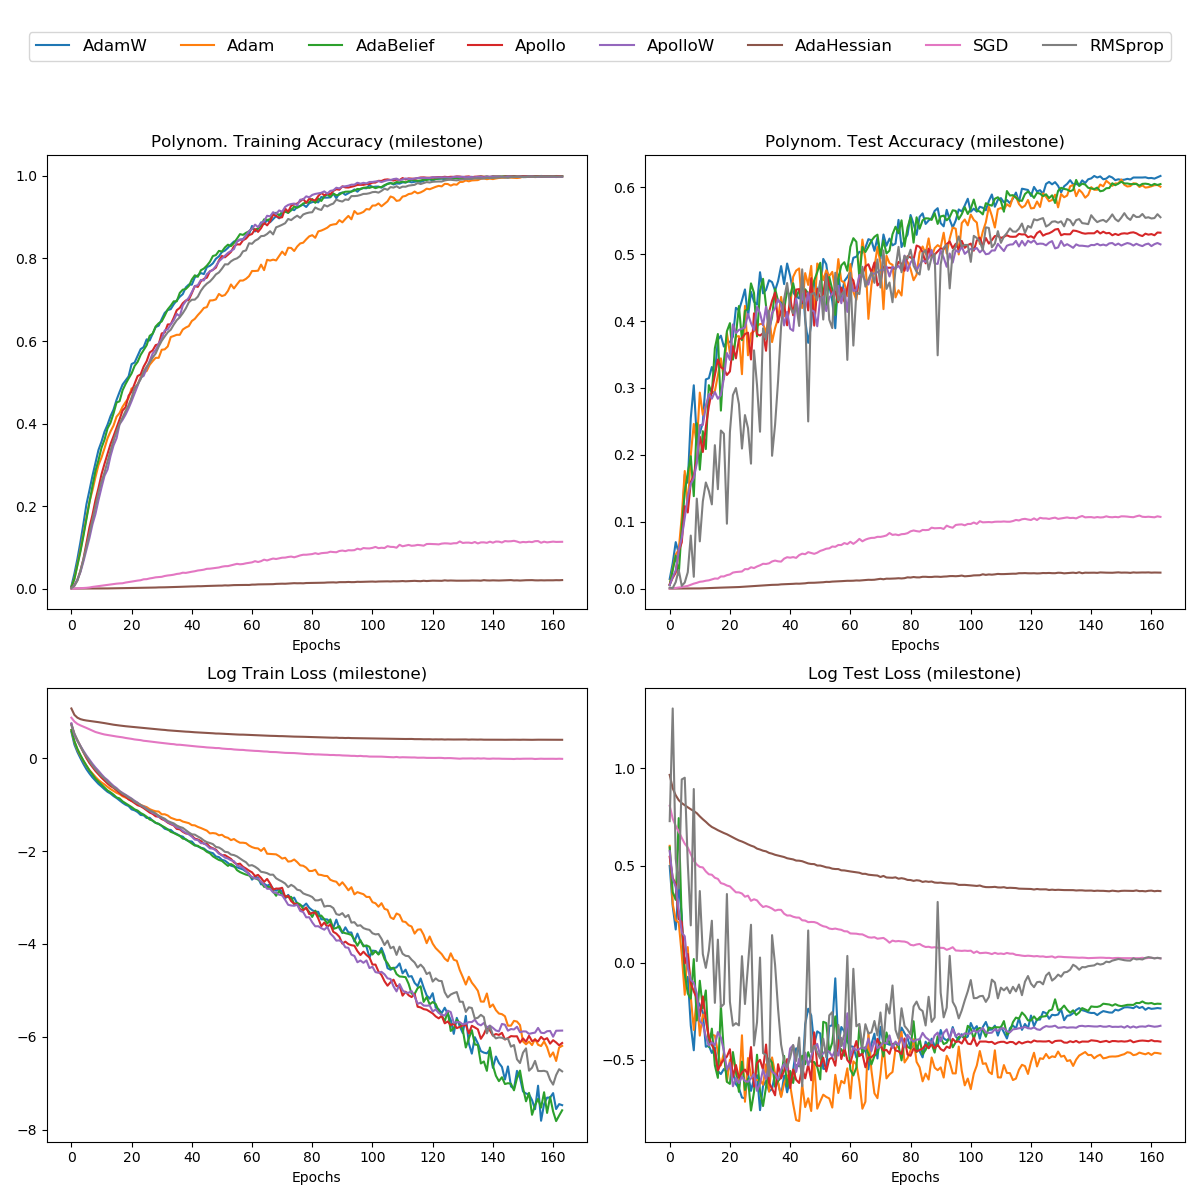 AdamW Adam AdaBelief Apollo ApolloW AdaHessian SGD RMSprop
Polynom. Training Accuracy (milestone)
1.0
0.8
0.6
0.4
0.2
0.0
0 20 40 60 80 100 120 140 160
Epochs
Polynom. Test Accuracy (milestone)
0.6
0.5
0.4
0.3
0.2
0.1
0.0
0 20 40 60 80 100 120 140 160
Epochs
Log Train Loss (milestone)
0
−2
−4
−6
−8
0 20 40 60 80 100 120 140 160
Epochs
Log Test Loss (milestone)
1.0
0.5
0.0
−0.5
0 20 40 60 80 100 120 140 160
Epochs